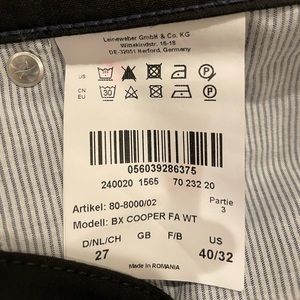 Leineweber GmbH & Co. KG
Wittekindstr. 16-18
DE-32051 Herford, Germany
US
CN
EU
30
P
056039286375
240020 1565 70 232 20
Artikel: 80-8000/02
Partie
3
Modell: BX COOPER FA WT
D/NL/CH GB F/B US
27 40/32
Made in ROMANIA